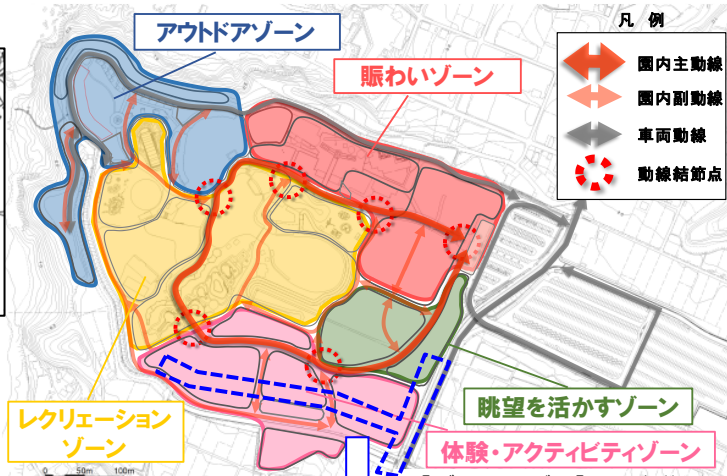 アウトドアゾーン
賑わいゾーン
凡 例
園内主動線
園内副動線
車両動線
動線結節点
レクリェーション
ゾーン
眺望を活かすゾーン
体験・アクティビティゾーン
0 50m 100m